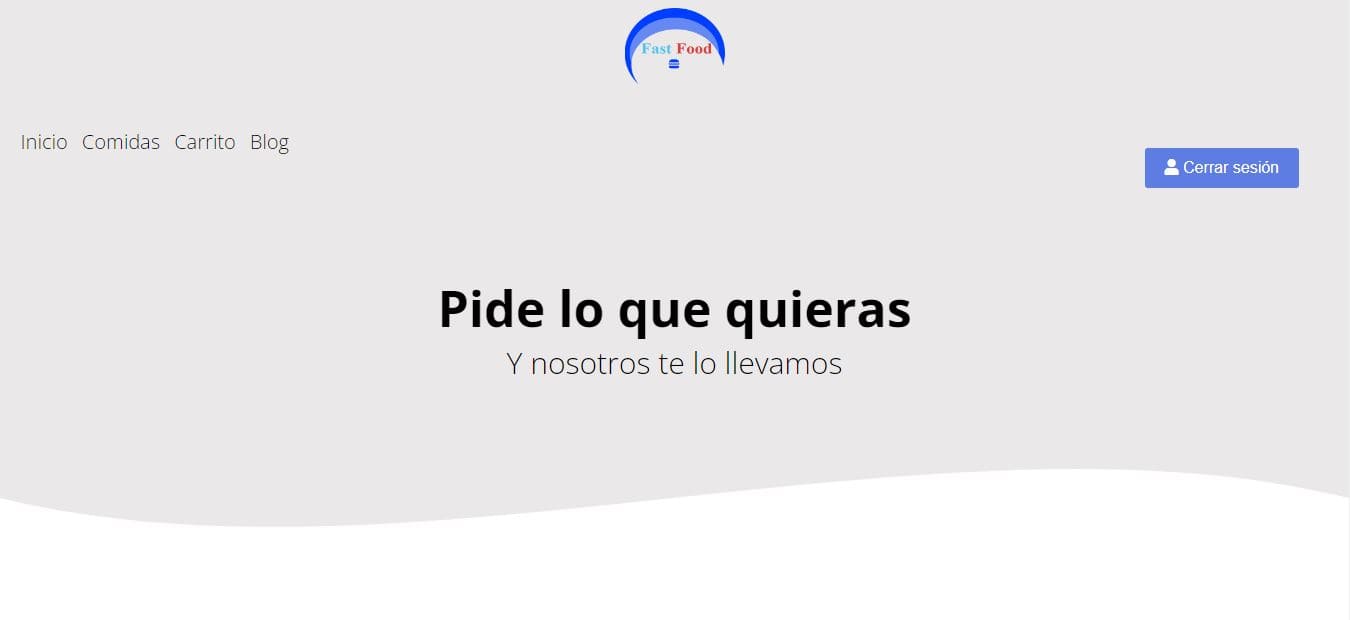 Fast Food
Inicio Comidas Carrito Blog
Cerrar sesión
Pide lo que quieras
Y nosotros te lo llevamos